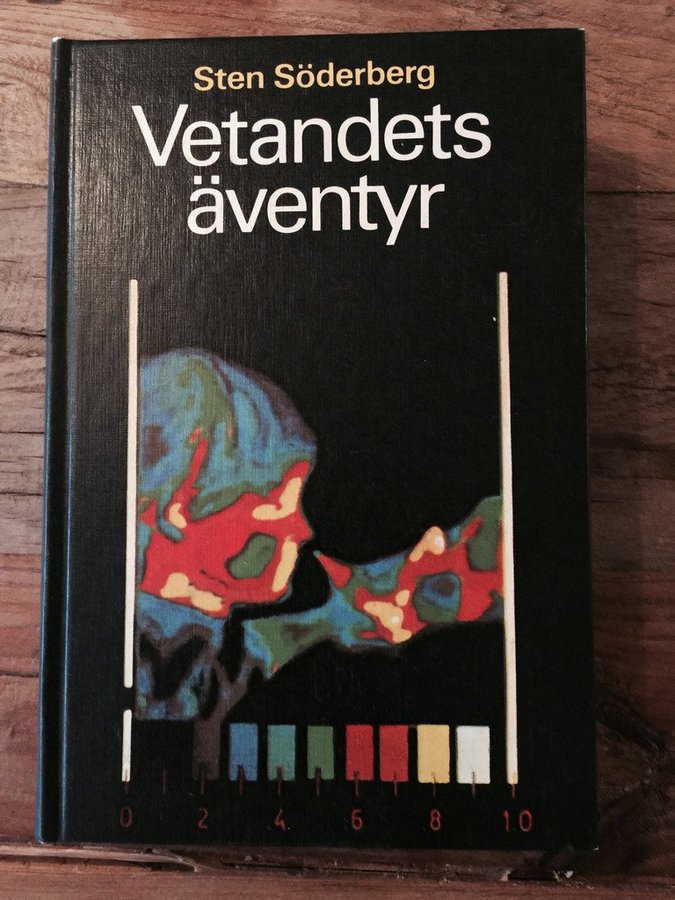 Sten Söderberg
Vetandets
äventyr
0 2 4 6 8 10